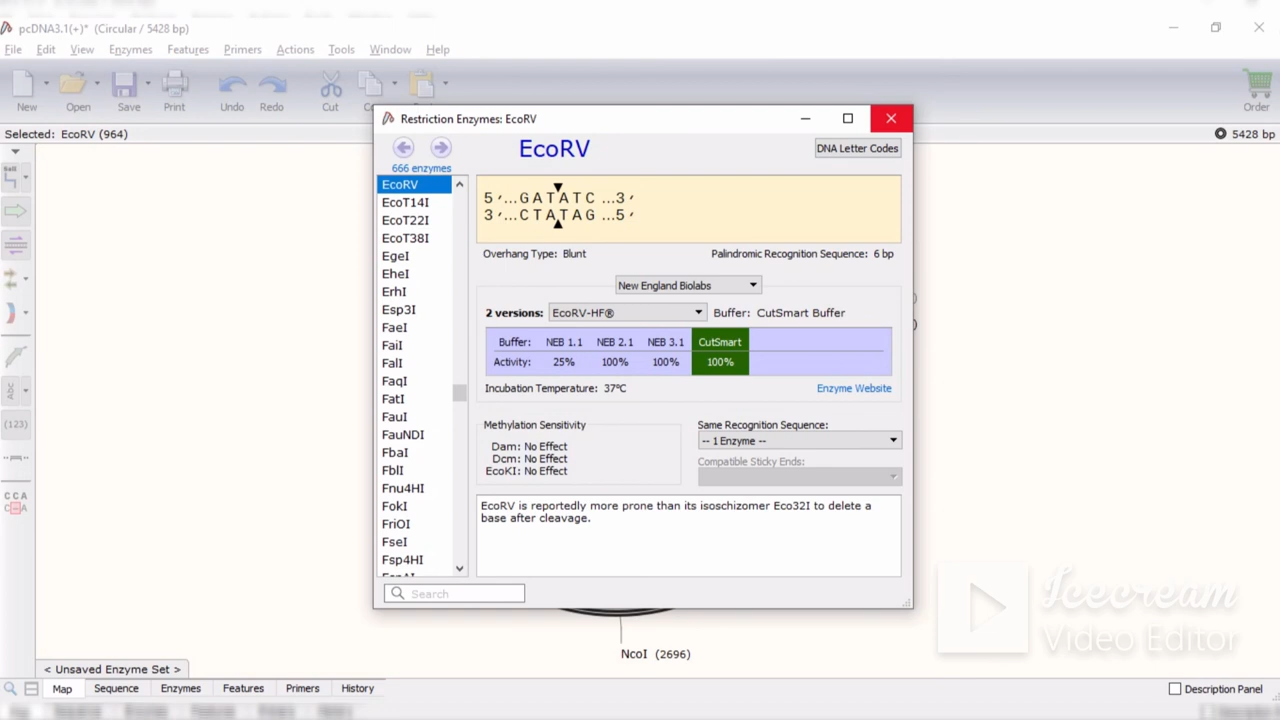 pcDNA3.1(+)* (Circular / 5428 bp)
File Edit View Enzymes Features Primers Actions Tools Window Help
New Open Save Print Undo Redo Cut Order
Selected: EcoRV (964) 5428 bp
Restriction Enzymes: EcoRV
EcoRV
DNA Letter Codes
666 enzymes
EcoRV
EcoT14I
EcoT22I
EcoT38I
EgeI
EheI
ErhI
Esp3I
FaeI
FaiI
FalI
FaqI
FatI
FauI
FauNDI
FbaI
FblI
Fnu4HI
FokI
FriOI
FseI
Fsp4HI
Search
5′...GATATC...3′
3′...CTATAG...5′
Overhang Type: Blunt Palindromic Recognition Sequence: 6 bp
New England Biolabs
2 versions: EcoRV-HF® Buffer: CutSmart Buffer
Buffer: NEB 1.1 NEB 2.1 NEB 3.1 CutSmart
Activity: 25% 100% 100% 100%
Incubation Temperature: 37°C Enzyme Website
Methylation Sensitivity
Dam: No Effect
Dcm: No Effect
EcoKI: No Effect
Same Recognition Sequence:
-- 1 Enzyme --
Compatible Sticky Ends:
EcoRV is reportedly more prone than its isoschizomer Eco32I to delete a
base after cleavage.
NcoI (2696)
Icecream
Video Editor
< Unsaved Enzyme Set >
Map Sequence Enzymes Features Primers History Description Panel